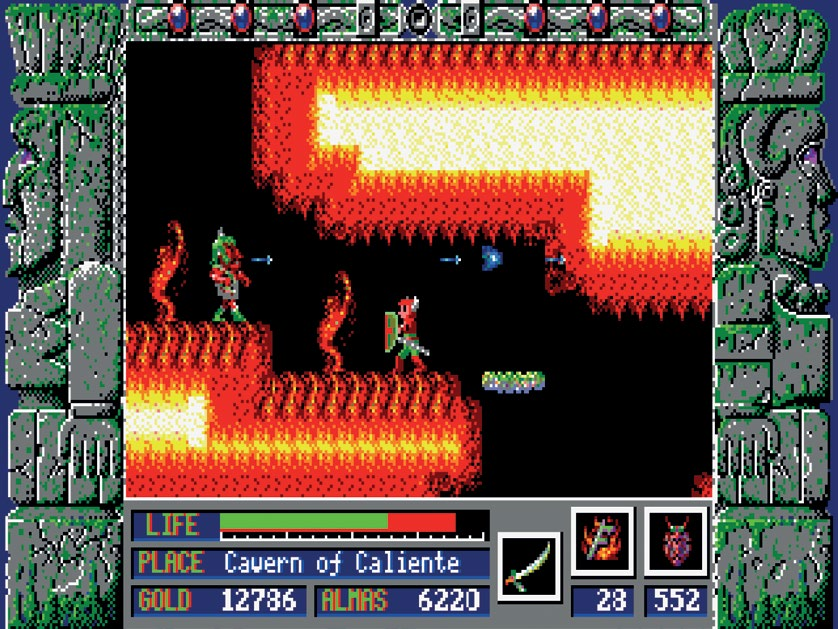 LIFE
PLACE Cavern of Caliente
GOLD 12786 ALMAS 6220 28 552